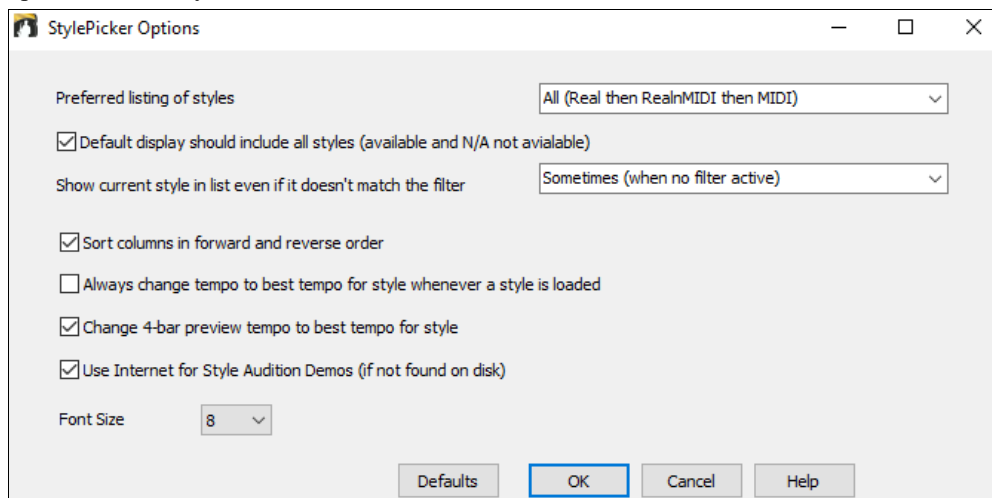 StylePicker Options
Preferred listing of styles All (Real then RealnMIDI then MIDI)
Default display should include all styles (available and N/A not avialable)
Show current style in list even if it doesn't match the filter Sometimes (when no filter active)
Sort columns in forward and reverse order
Always change tempo to best tempo for style whenever a style is loaded
Change 4-bar preview tempo to best tempo for style
Use Internet for Style Audition Demos (if not found on disk)
Font Size 8
Defaults OK Cancel Help